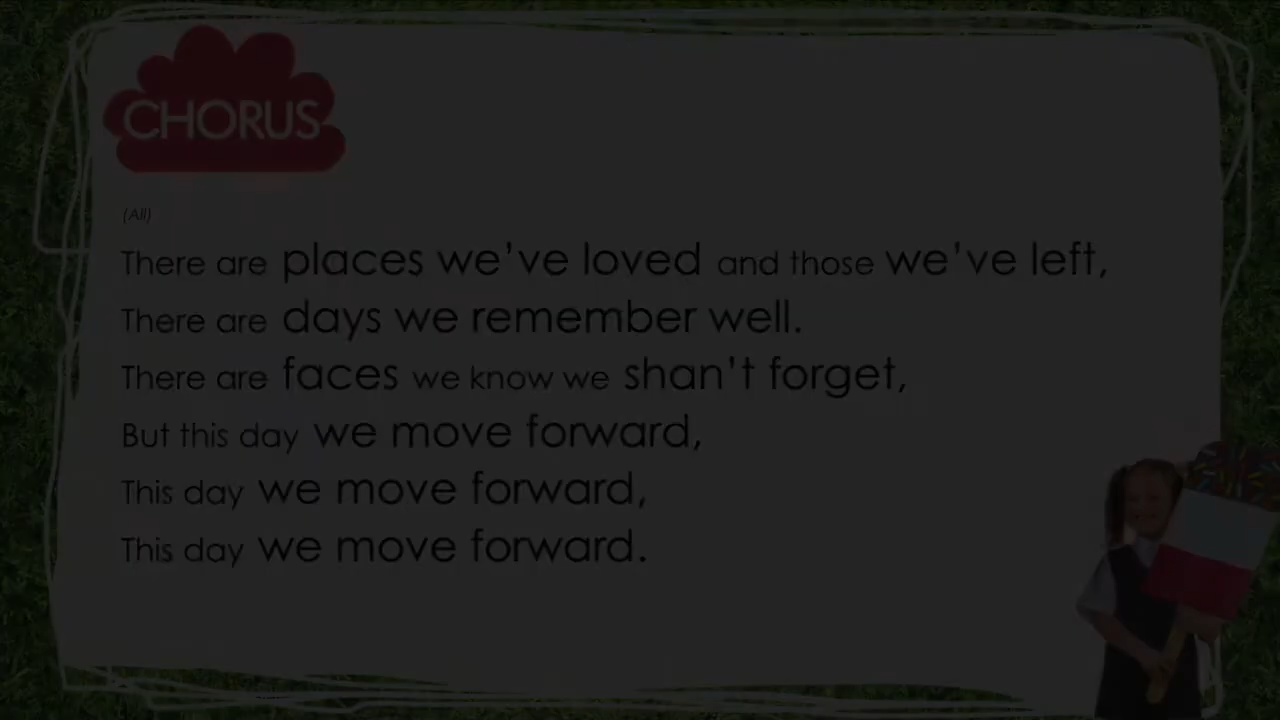 CHORUS
(All)
There are places we've loved and those we've left,
There are days we remember well.
There are faces we know we shan't forget,
But this day we move forward,
This day we move forward,
This day we move forward.